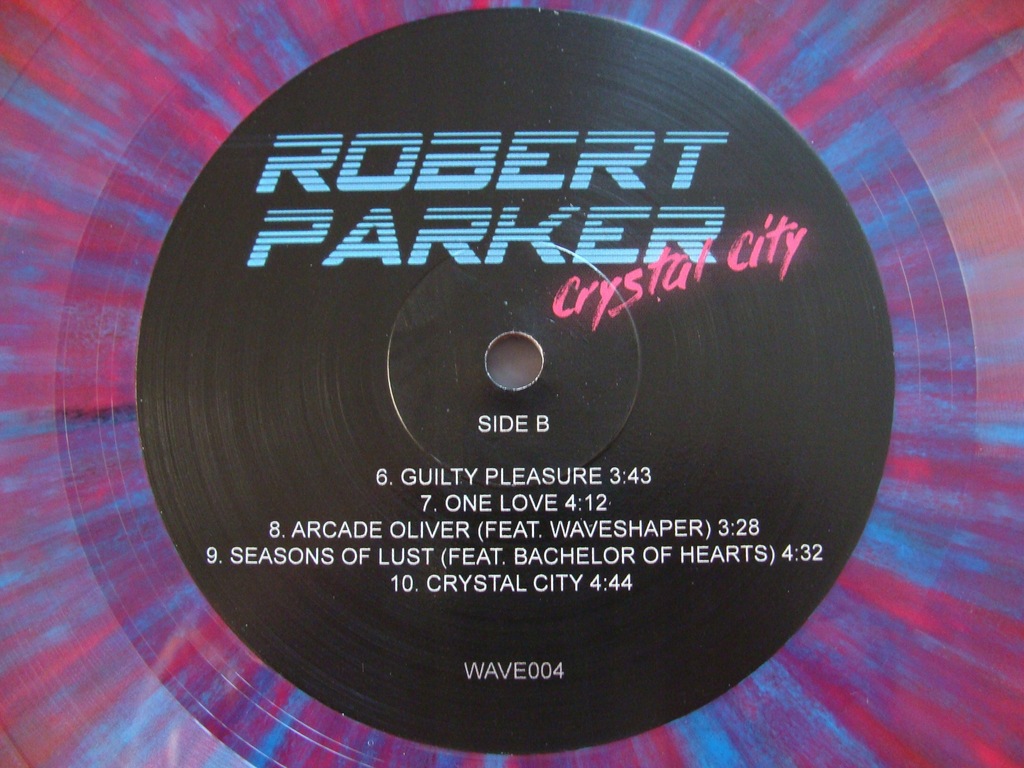 ROBERT
PARKER
Crystal City
SIDE B
6. GUILTY PLEASURE 3:43
7. ONE LOVE 4:12
8. ARCADE OLIVER (FEAT. WAVESHAPER) 3:28
9. SEASONS OF LUST (FEAT. BACHELOR OF HEARTS) 4:32
10. CRYSTAL CITY 4:44
WAVE004